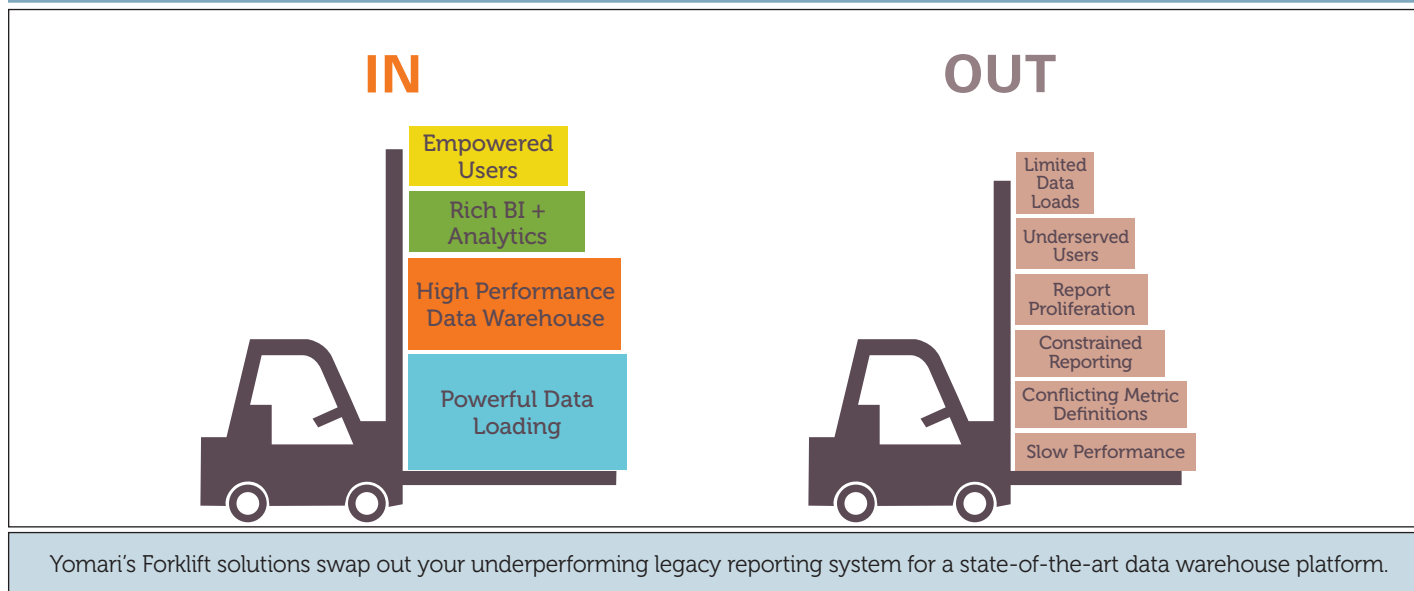 IN
Empowered
Users
Rich BI +
Analytics
High Performance
Data Warehouse
Powerful Data
Loading
OUT
Limited
Data
Loads
Underserved
Users
Report
Proliferation
Constrained
Reporting
Conflicting Metric
Definitions
Slow Performance
Yomari’s Forklift solutions swap out your underperforming legacy reporting system for a state-of-the-art data warehouse platform.